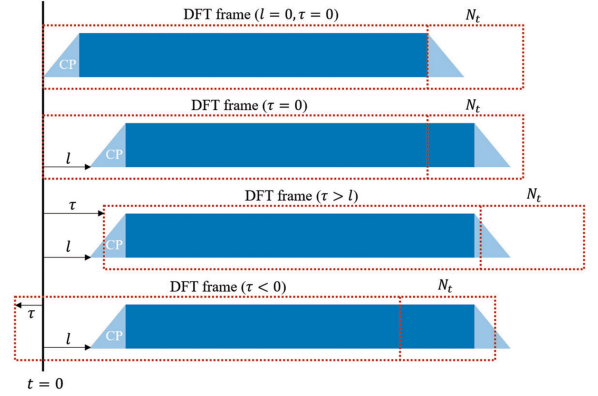 DFT frame (l = 0, τ = 0) N_t
CP
DFT frame (τ = 0) N_t
CP
l
DFT frame (τ > l) N_t
τ
CP
l
DFT frame (τ < 0) N_t
τ
CP
l
t = 0